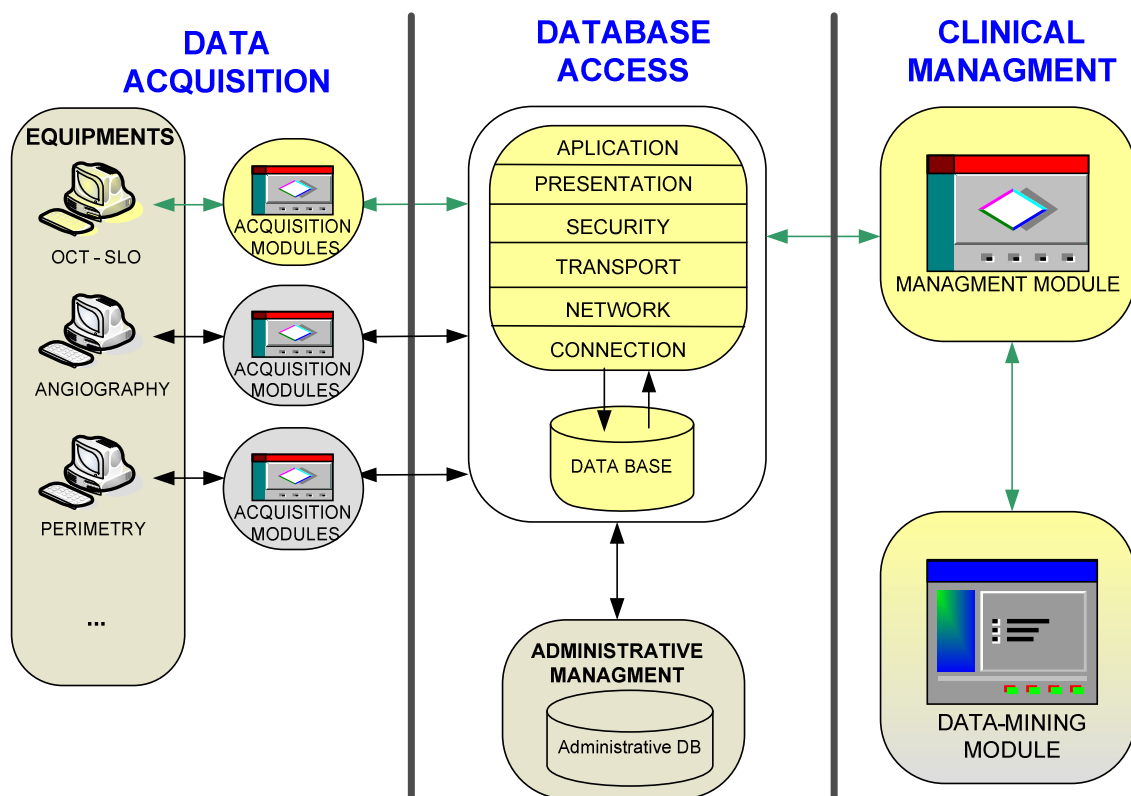 DATA
ACQUISITION
EQUIPMENTS
OCT - SLO
ANGIOGRAPHY
PERIMETRY
...
ACQUISITION
MODULES
ACQUISITION
MODULES
ACQUISITION
MODULES
DATABASE
ACCESS
APLICATION
PRESENTATION
SECURITY
TRANSPORT
NETWORK
CONNECTION
DATA BASE
ADMINISTRATIVE
MANAGMENT
Administrative DB
CLINICAL
MANAGMENT
MANAGMENT MODULE
DATA-MINING
MODULE